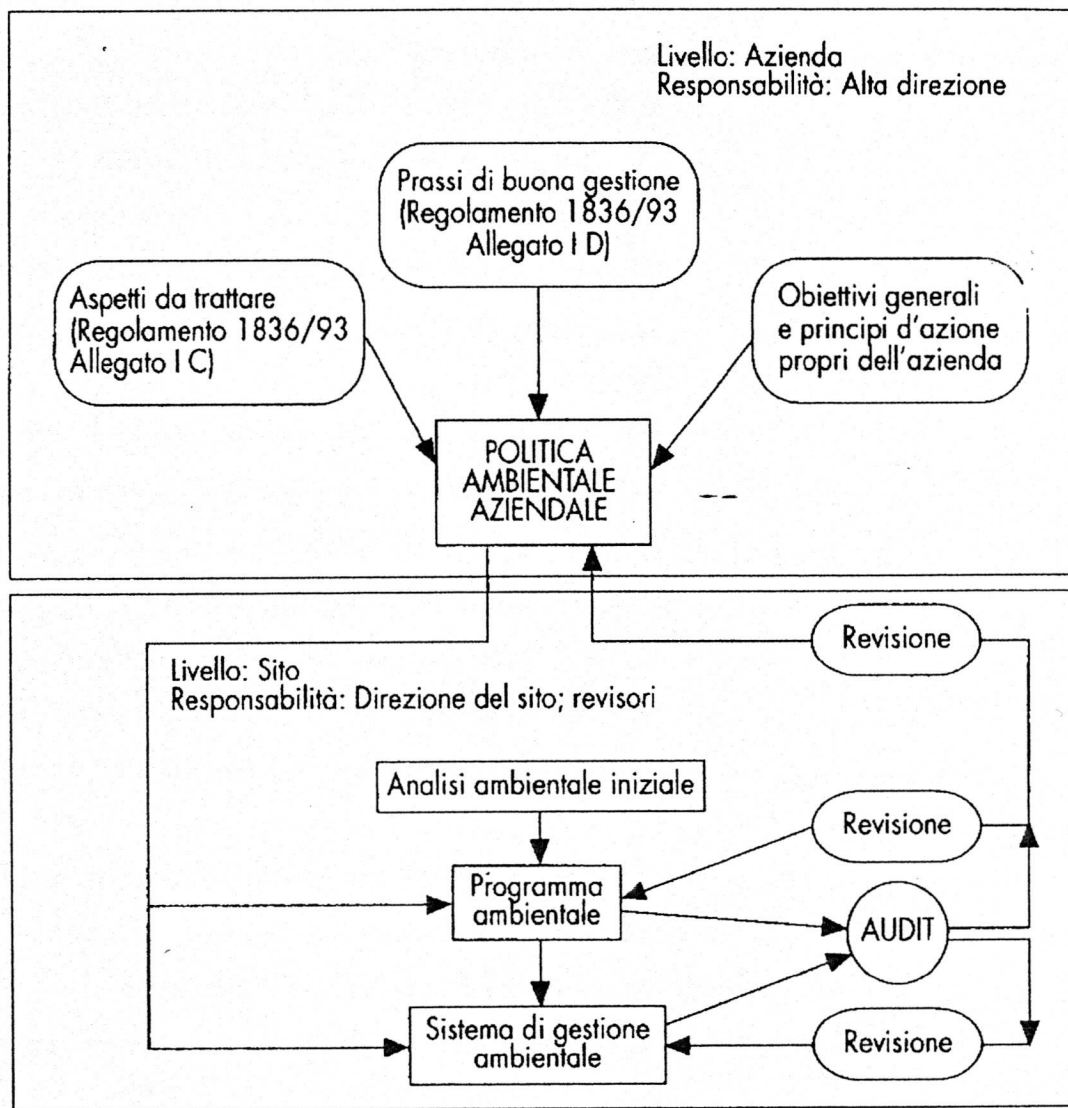 Livello: Azienda
Responsabilità: Alta direzione
Prassi di buona gestione
(Regolamento 1836/93
Allegato I D)
Aspetti da trattare
(Regolamento 1836/93
Allegato I C)
Obiettivi generali
e principi d'azione
propri dell'azienda
POLITICA
AMBIENTALE
AZIENDALE
Revisione
Livello: Sito
Responsabilità: Direzione del sito; revisori
Analisi ambientale iniziale
Revisione
Programma
ambientale
AUDIT
Sistema di gestione
ambientale
Revisione